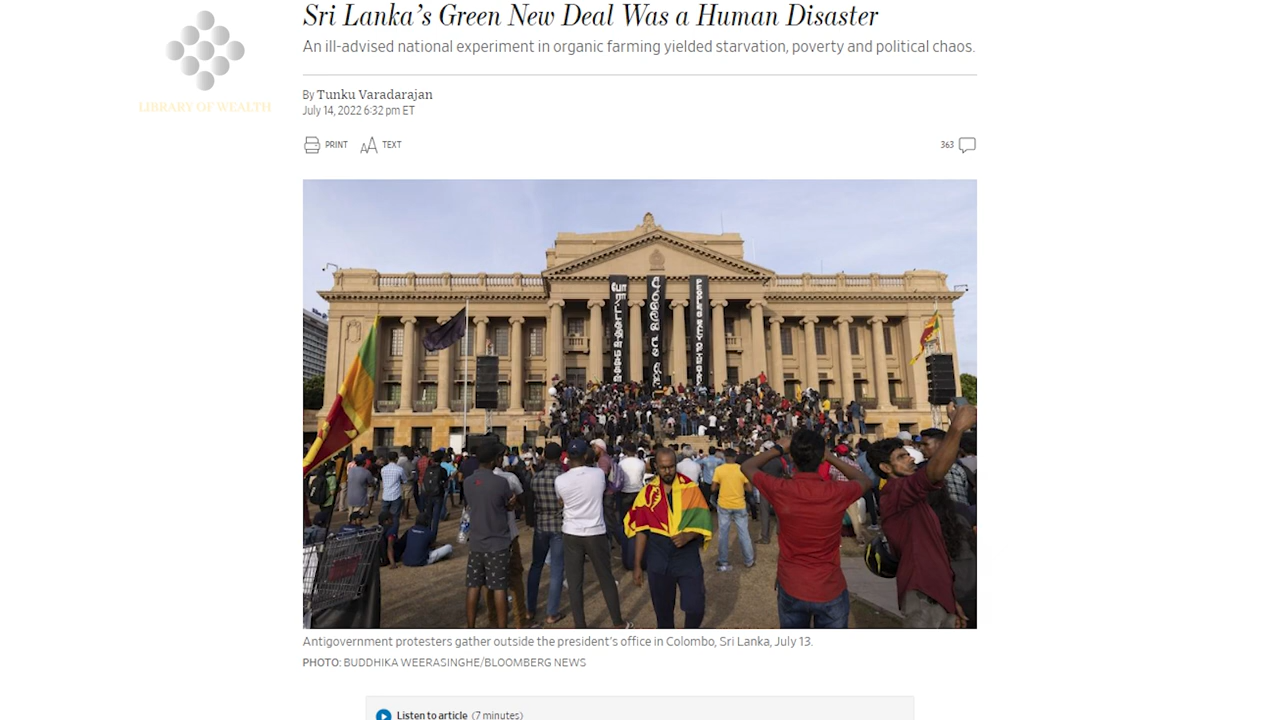 Sri Lanka's Green New Deal Was a Human Disaster
An ill-advised national experiment in organic farming yielded starvation, poverty and political chaos.
LIBRARY OF WEALTH
By Tunku Varadarajan
July 14, 2022 6:32 pm ET
PRINT AA TEXT
363
Antigovernment protesters gather outside the president's office in Colombo, Sri Lanka, July 13.
PHOTO: BUDDHIKA WEERASINGHE/BLOOMBERG NEWS
Listen to article (7 minutes)